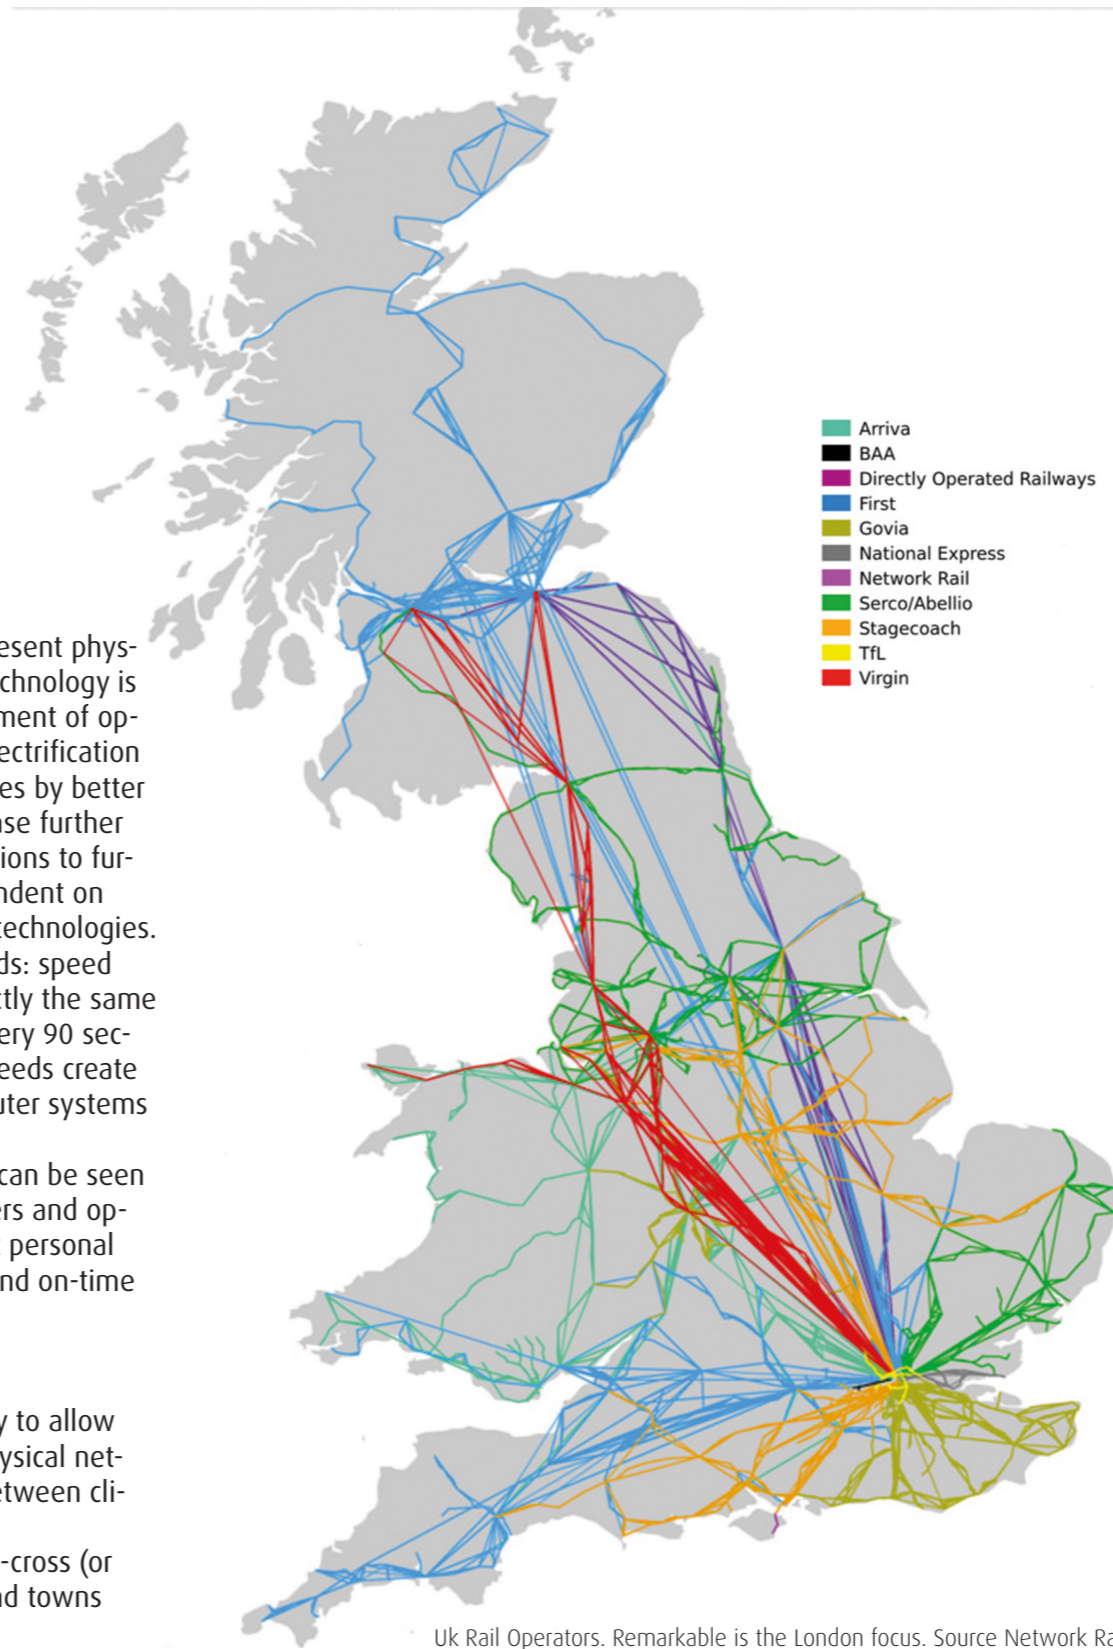 Arriva
BAA
Directly Operated Railways
First
Govia
National Express
Network Rail
Serco/Abellio
Stagecoach
TfL
Virgin
esent phys-
chnology is
ment of op-
ectrification
es by better
ase further
ions to fur-
ndent on
technologies.
ds: speed
ctly the same
ery 90 sec-
eeds create
uter systems
can be seen
ers and op-
t personal
nd on-time
y to allow
ysical net-
etween cli-
-cross (or
nd towns
Uk Rail Operators. Remarkable is the London focus. Source Network Ra